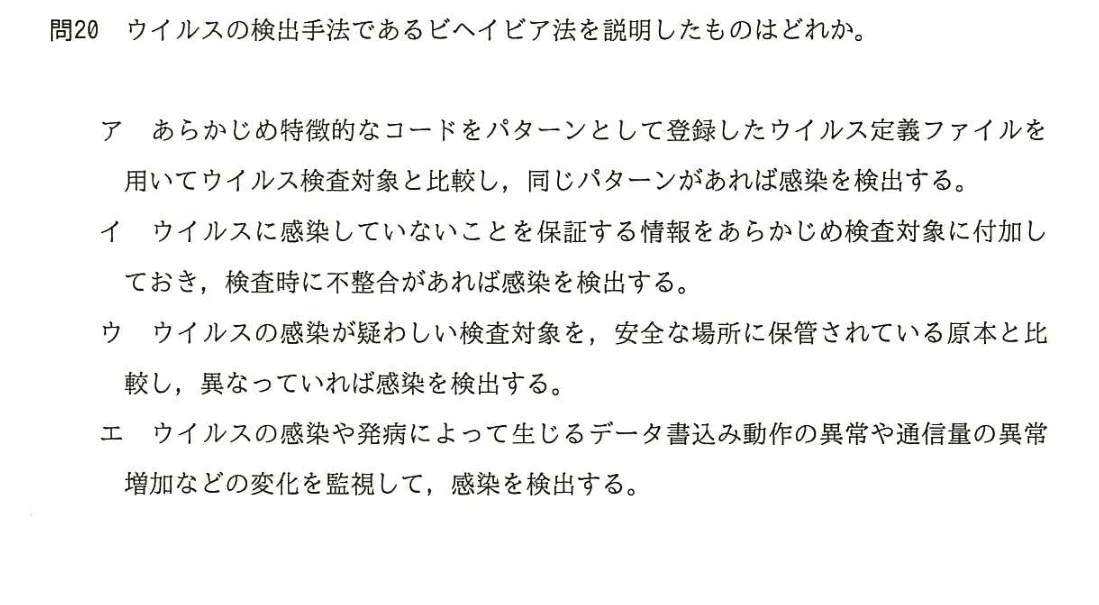 問20 ウイルスの検出手法であるビヘイビア法を説明したものはどれか。
ア あらかじめ特徴的なコードをパターンとして登録したウイルス定義ファイルを
用いてウイルス検査対象と比較し，同じパターンがあれば感染を検出する。
イ ウイルスに感染していないことを保証する情報をあらかじめ検査対象に付加し
ておき，検査時に不整合があれば感染を検出する。
ウ ウイルスの感染が疑わしい検査対象を，安全な場所に保管されている原本と比
較し，異なっていれば感染を検出する。
エ ウイルスの感染や発病によって生じるデータ書込み動作の異常や通信量の異常
増加などの変化を監視して，感染を検出する。